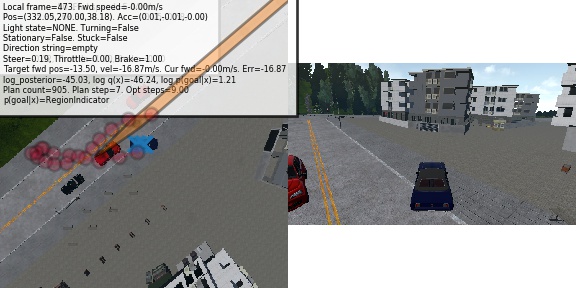 Local frame=473. Fwd speed=-0.00m/s
Pos=(332.05,270.00,38.18). Acc=(0.01,-0.01,-0.00)
Light state=NONE. Turning=False
Stationary=False. Stuck=False
Direction string=empty
Steer=0.19, Throttle=0.00, Brake=1.00
Target fwd pos=-13.50, vel=-16.87m/s. Cur fwd=-0.00m/s. Err=-16.87
log_posterior=-45.03, log q(x)=-46.24, log p(goal|x)=1.21
Plan count=905. Plan step=7. Opt steps=9.00
p(goal|x)=RegionIndicator